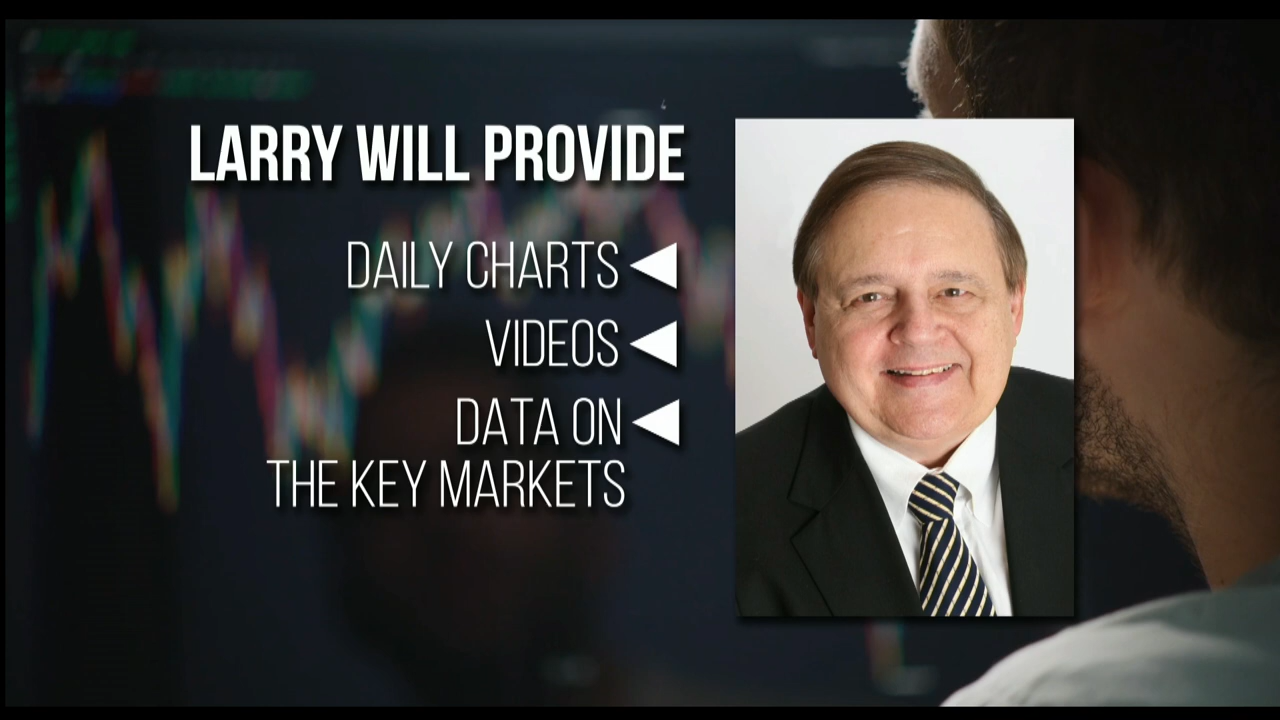 LARRY WILL PROVIDE
DAILY CHARTS
VIDEOS
DATA ON
THE KEY MARKETS